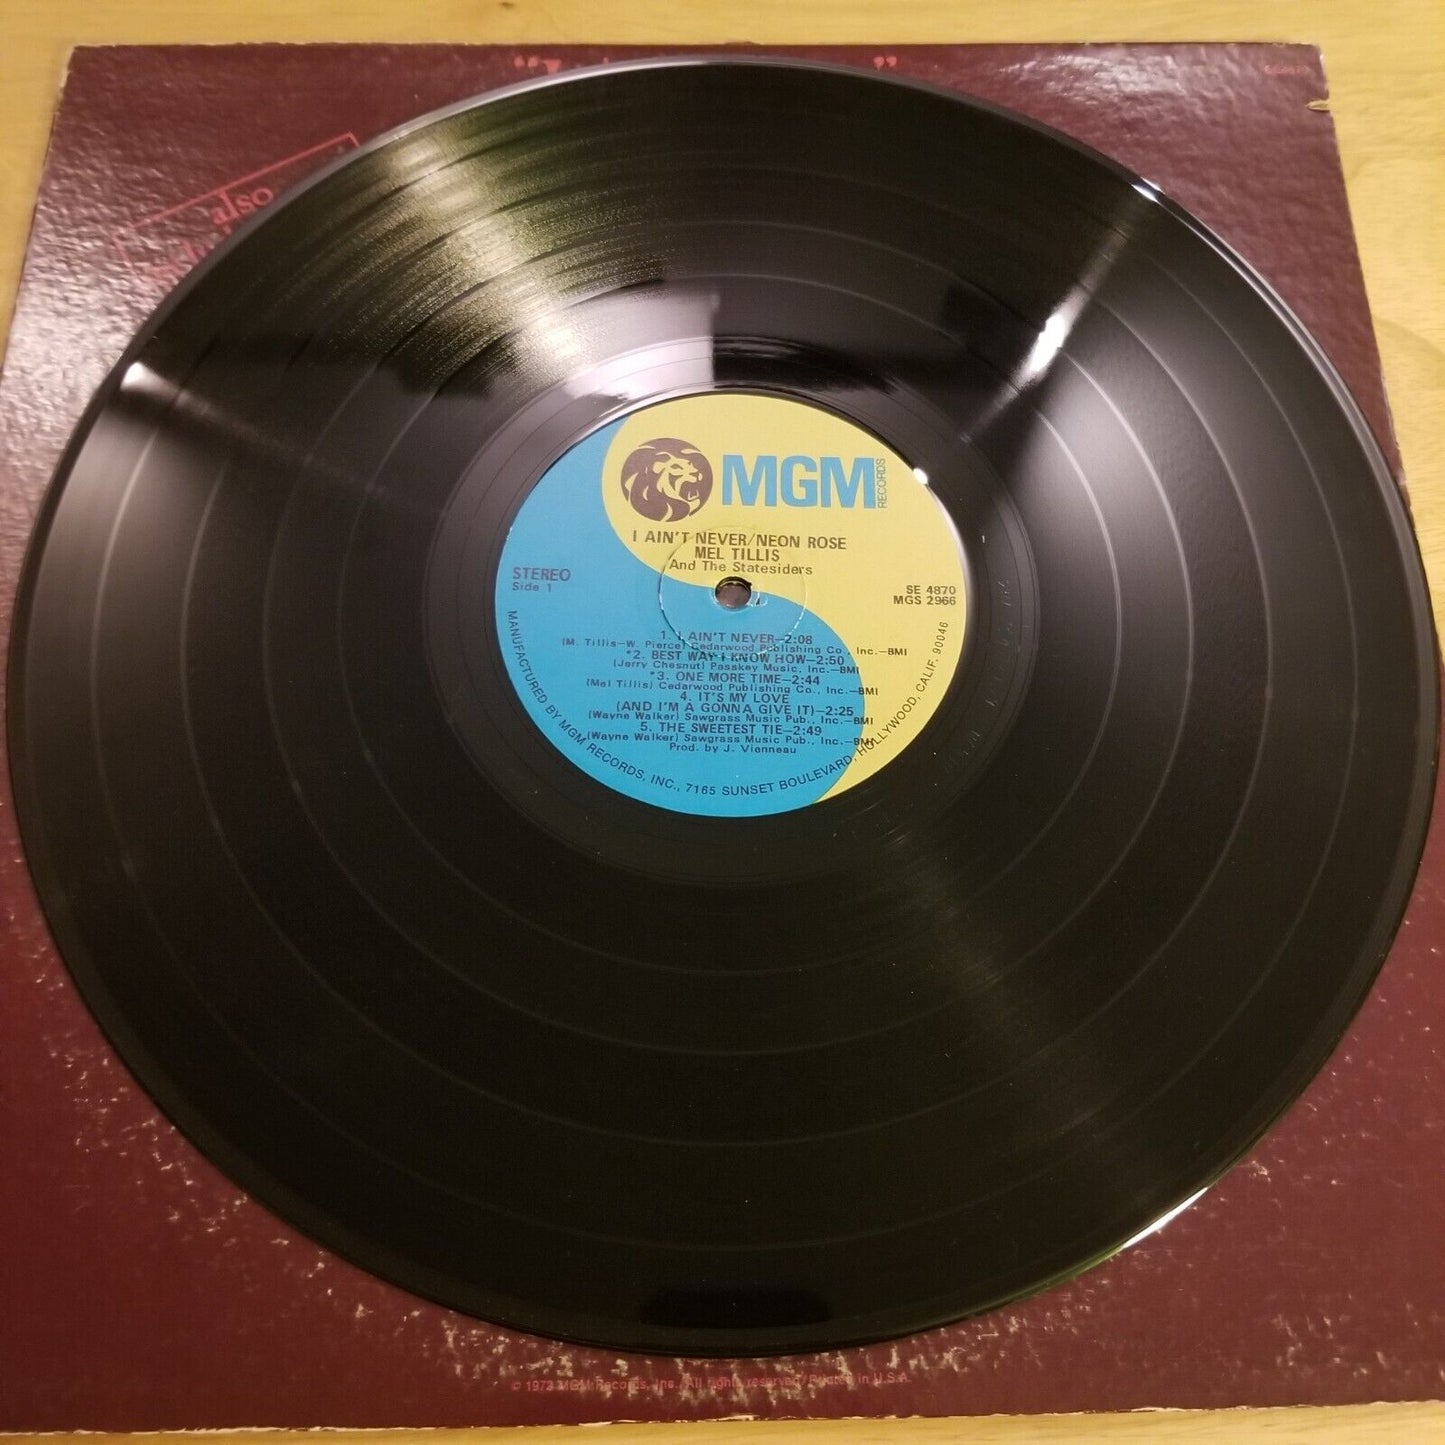 also
MGM RECORDS
I AIN'T NEVER/NEON ROSE
MEL TILLIS
And The Statesiders
STEREO
Side 1
SE 4870
MGS 2966
1. I AIN'T NEVER—2:08
(M. Tillis—W. Pierce) Cedarwood Publishing Co., Inc.—BMI
*2. BEST WAY I KNOW HOW—2:50
(Jerry Chesnut) Passkey Music, Inc.—BMI
*3. ONE MORE TIME—2:44
(Mel Tillis) Cedarwood Publishing Co., Inc.—BMI
4. IT'S MY LOVE
(AND I'M A GONNA GIVE IT)—2:25
(Wayne Walker) Sawgrass Music Pub., Inc.—BMI
5. THE SWEETEST TIE—2:49
(Wayne Walker) Sawgrass Music Pub., Inc.—BMI
Prod. by J. Vienneau
MANUFACTURED BY MGM RECORDS, INC., 7165 SUNSET BOULEVARD, HOLLYWOOD, CALIF. 90046
© 1972 MGM Records, Inc./All rights reserved/Printed in U.S.A.